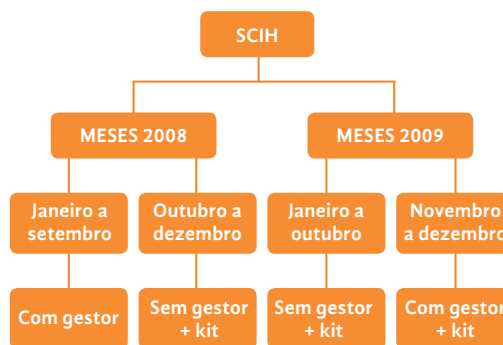 SCIH
MESES 2008
MESES 2009
Janeiro a
setembro
Outubro a
dezembro
Janeiro a
outubro
Novembro
a dezembro
Com gestor
Sem gestor
+ kit
Sem gestor
+ kit
Com gestor
+ kit